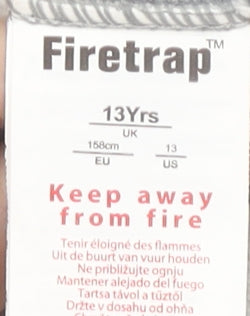 Firetrap™
13Yrs
UK
158cm 13
EU US
Keep away
from fire
Tenir éloigné des flammes
Uit de buurt van vuur houden
Ne približujte ognju
Mantener alejado del fuego
Tartsa távol a tűztől
Držte v dosahu od ohňa